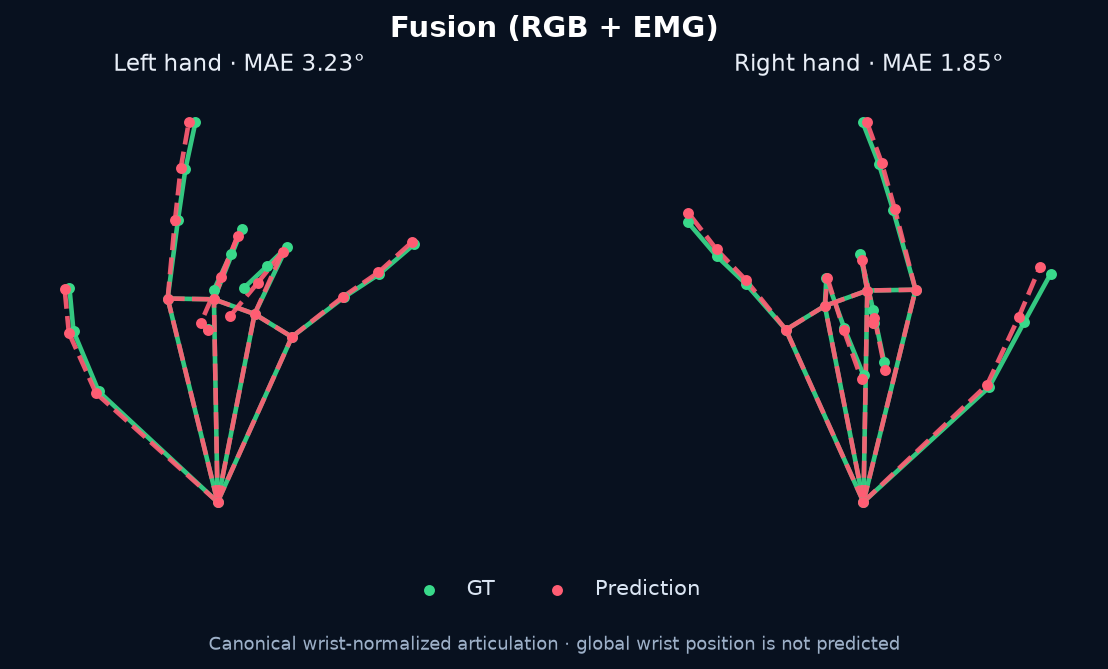 Fusion (RGB + EMG)
Left hand · MAE 3.23°
Right hand · MAE 1.85°
GT
Prediction
Canonical wrist-normalized articulation · global wrist position is not predicted